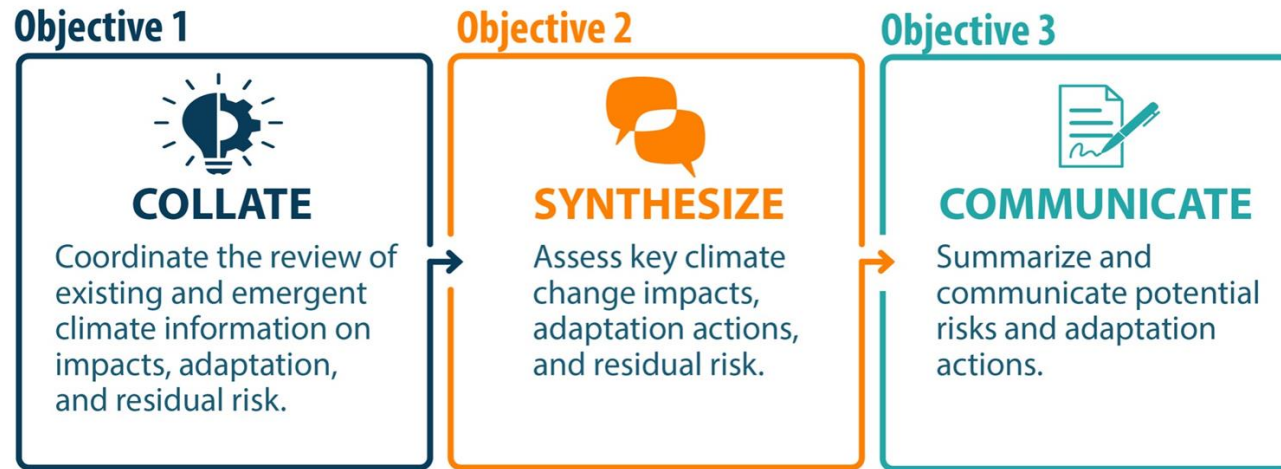 Objective 1
COLLATE
Coordinate the review of
existing and emergent
climate information on
impacts, adaptation,
and residual risk.
Objective 2
SYNTHESIZE
Assess key climate
change impacts,
adaptation actions,
and residual risk.
Objective 3
COMMUNICATE
Summarize and
communicate potential
risks and adaptation
actions.